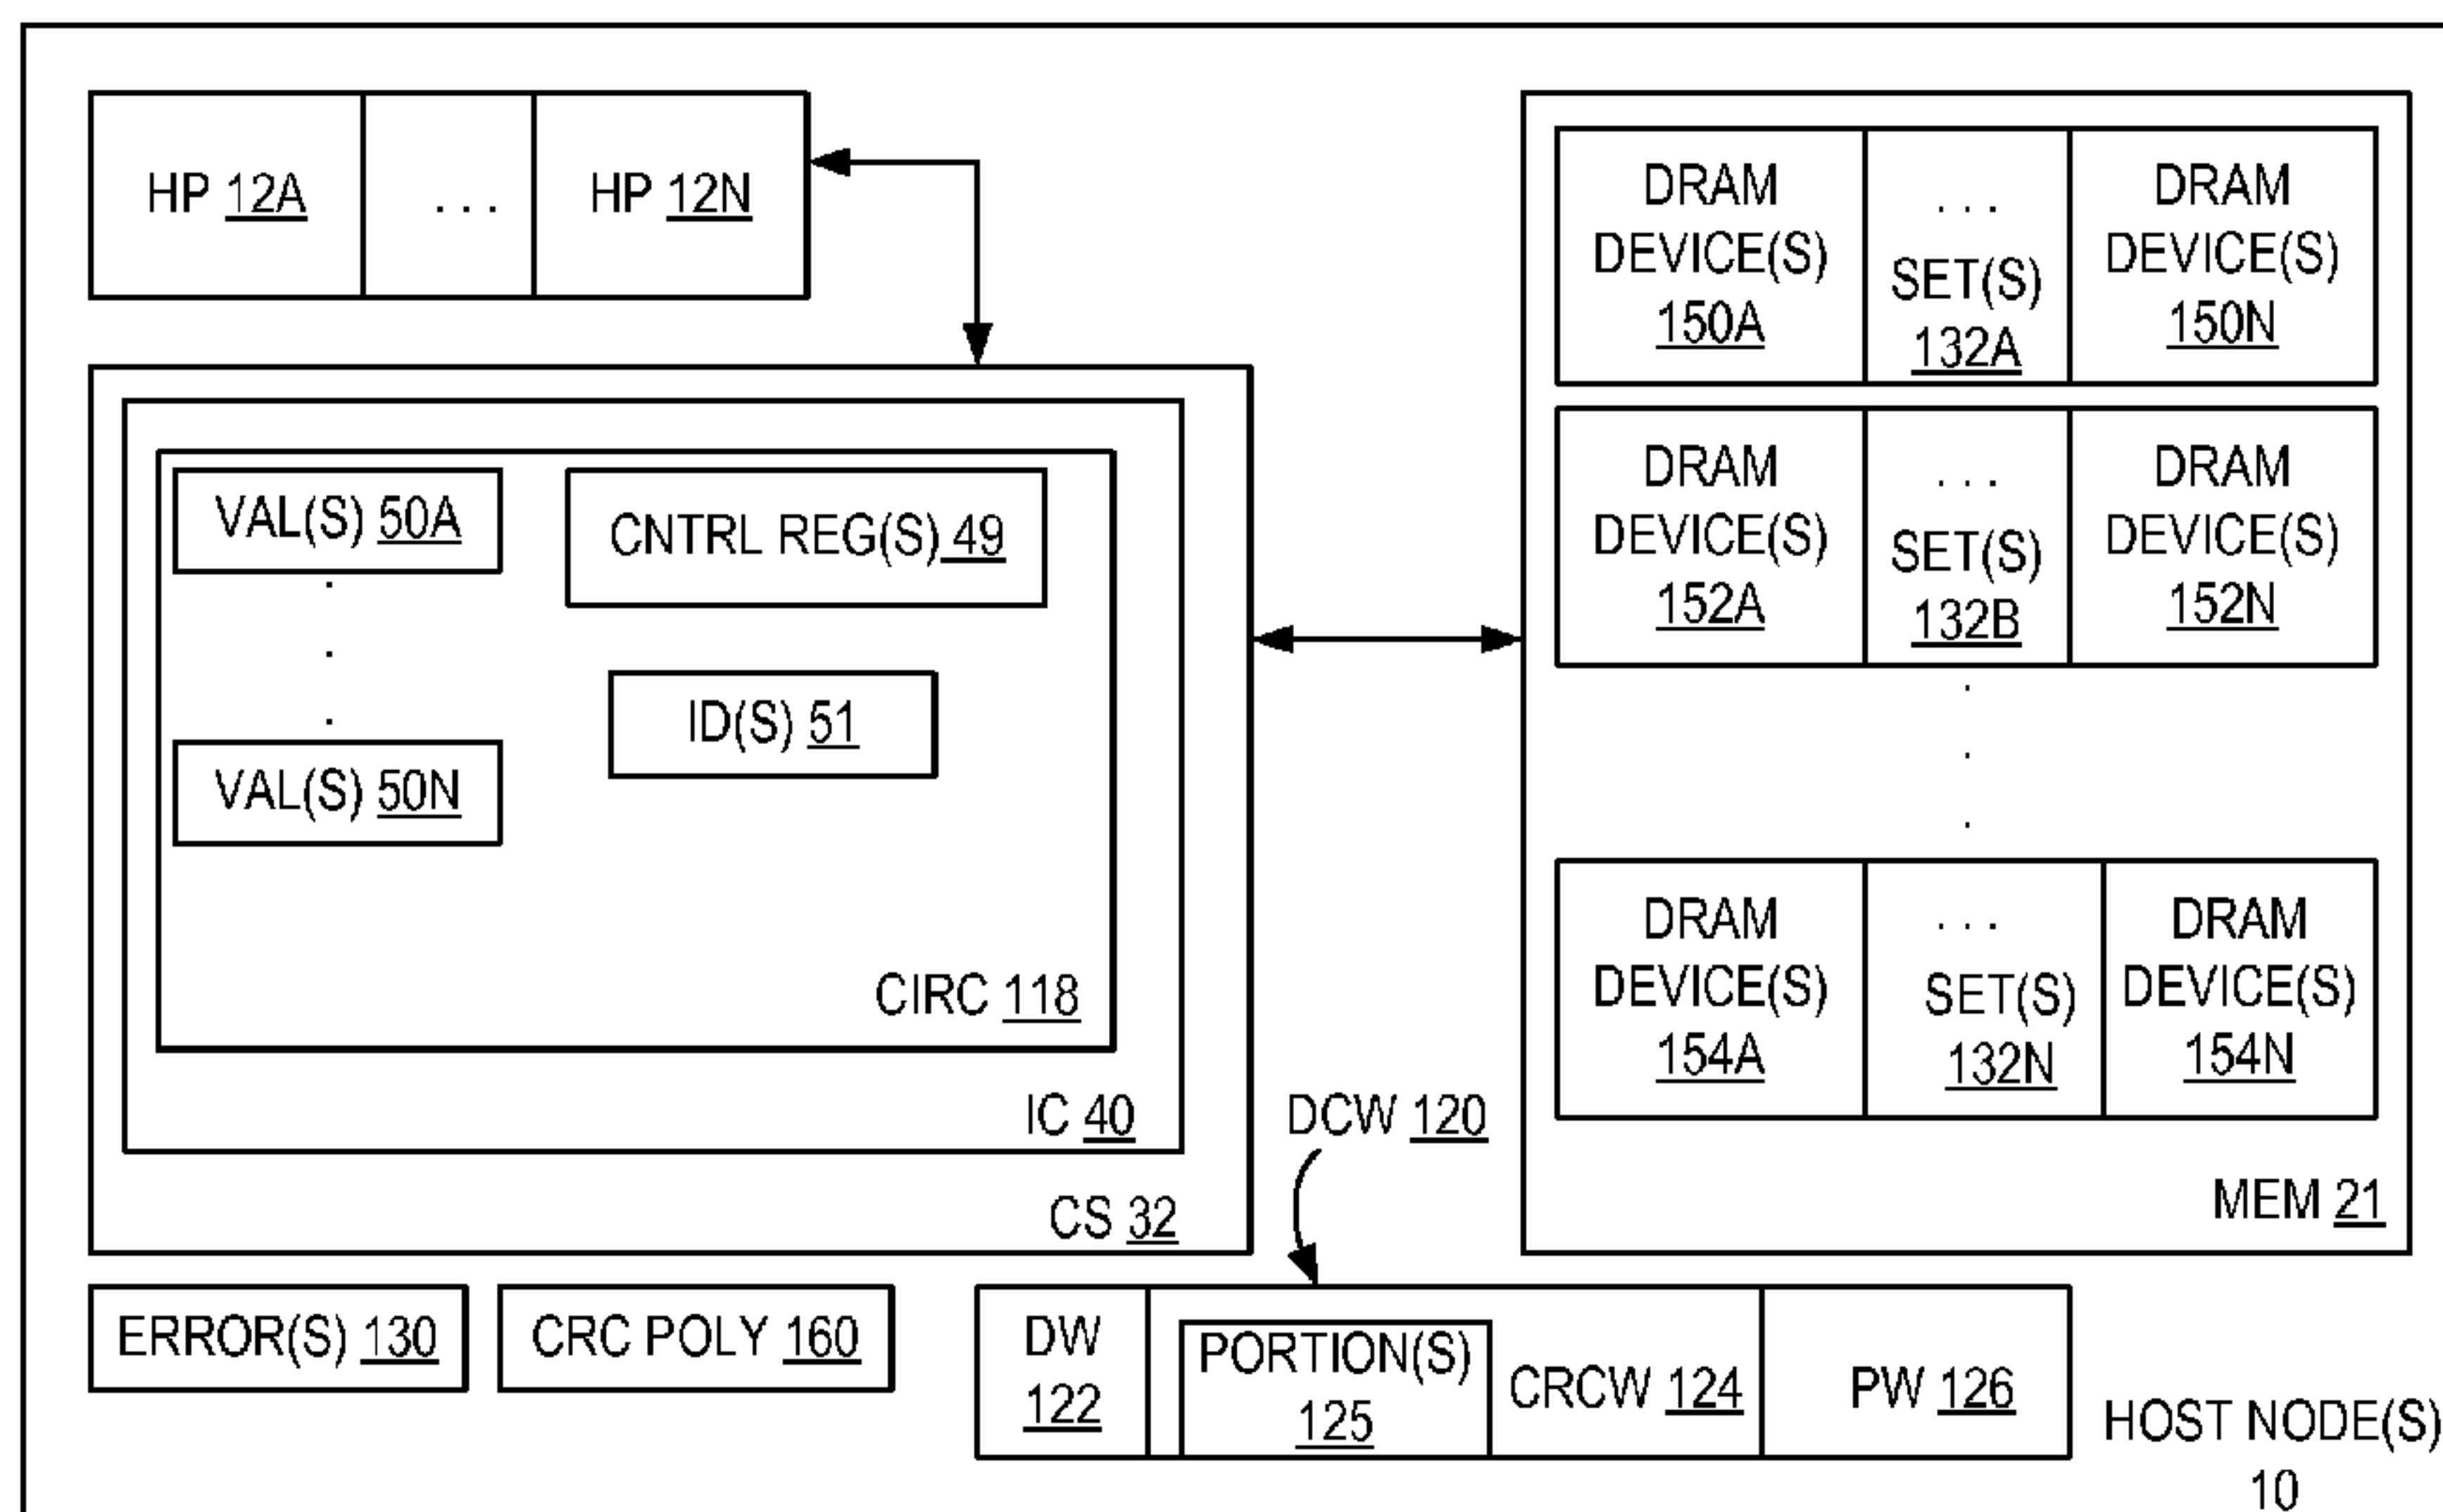 HP 12A
...
HP 12N
DRAM
DEVICE(S)
150A
...
SET(S)
132A
DRAM
DEVICE(S)
150N
VAL(S) 50A
.
.
.
VAL(S) 50N
CNTRL REG(S) 49
ID(S) 51
CIRC 118
IC 40
CS 32
DRAM
DEVICE(S)
152A
...
SET(S)
132B
DRAM
DEVICE(S)
152N
.
.
.
DRAM
DEVICE(S)
154A
...
SET(S)
132N
DRAM
DEVICE(S)
154N
MEM 21
DCW 120
ERROR(S) 130
CRC POLY 160
DW
122
PORTION(S)
125
CRCW 124
PW 126
HOST NODE(S)
10